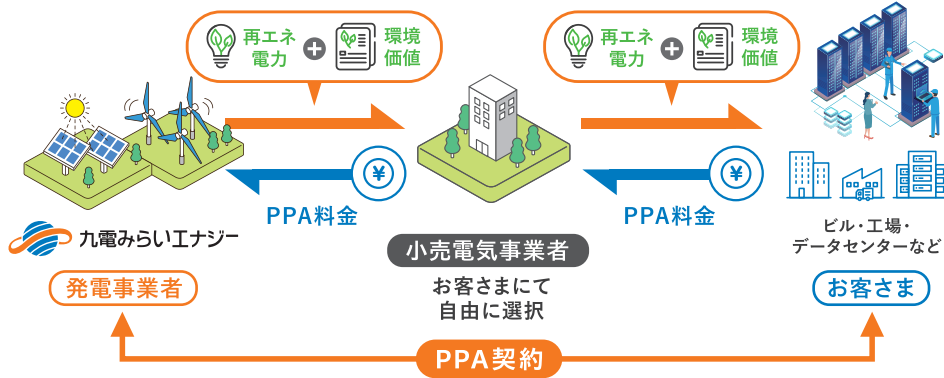 再エネ
電力
+
環境
価値
再エネ
電力
+
環境
価値
¥
PPA料金
¥
PPA料金
九電みらいエナジー
発電事業者
小売電気事業者
お客さまにて
自由に選択
ビル・工場・
データセンターなど
お客さま
PPA契約